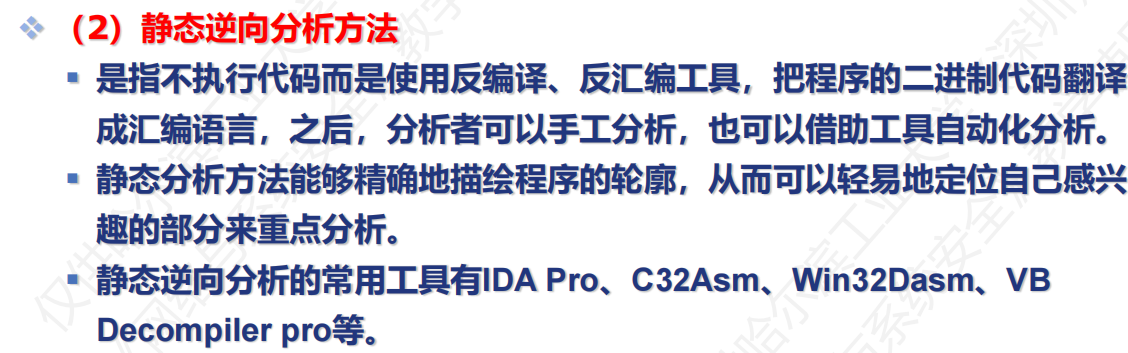 （2）静态逆向分析方法
是指不执行代码而是使用反编译、反汇编工具，把程序的二进制代码翻译
成汇编语言，之后，分析者可以手工分析，也可以借助工具自动化分析。
静态分析方法能够精确地描绘程序的轮廓，从而可以轻易地定位自己感兴
趣的部分来重点分析。
静态逆向分析的常用工具有IDA Pro、C32Asm、Win32Dasm、VB
Decompiler pro等。